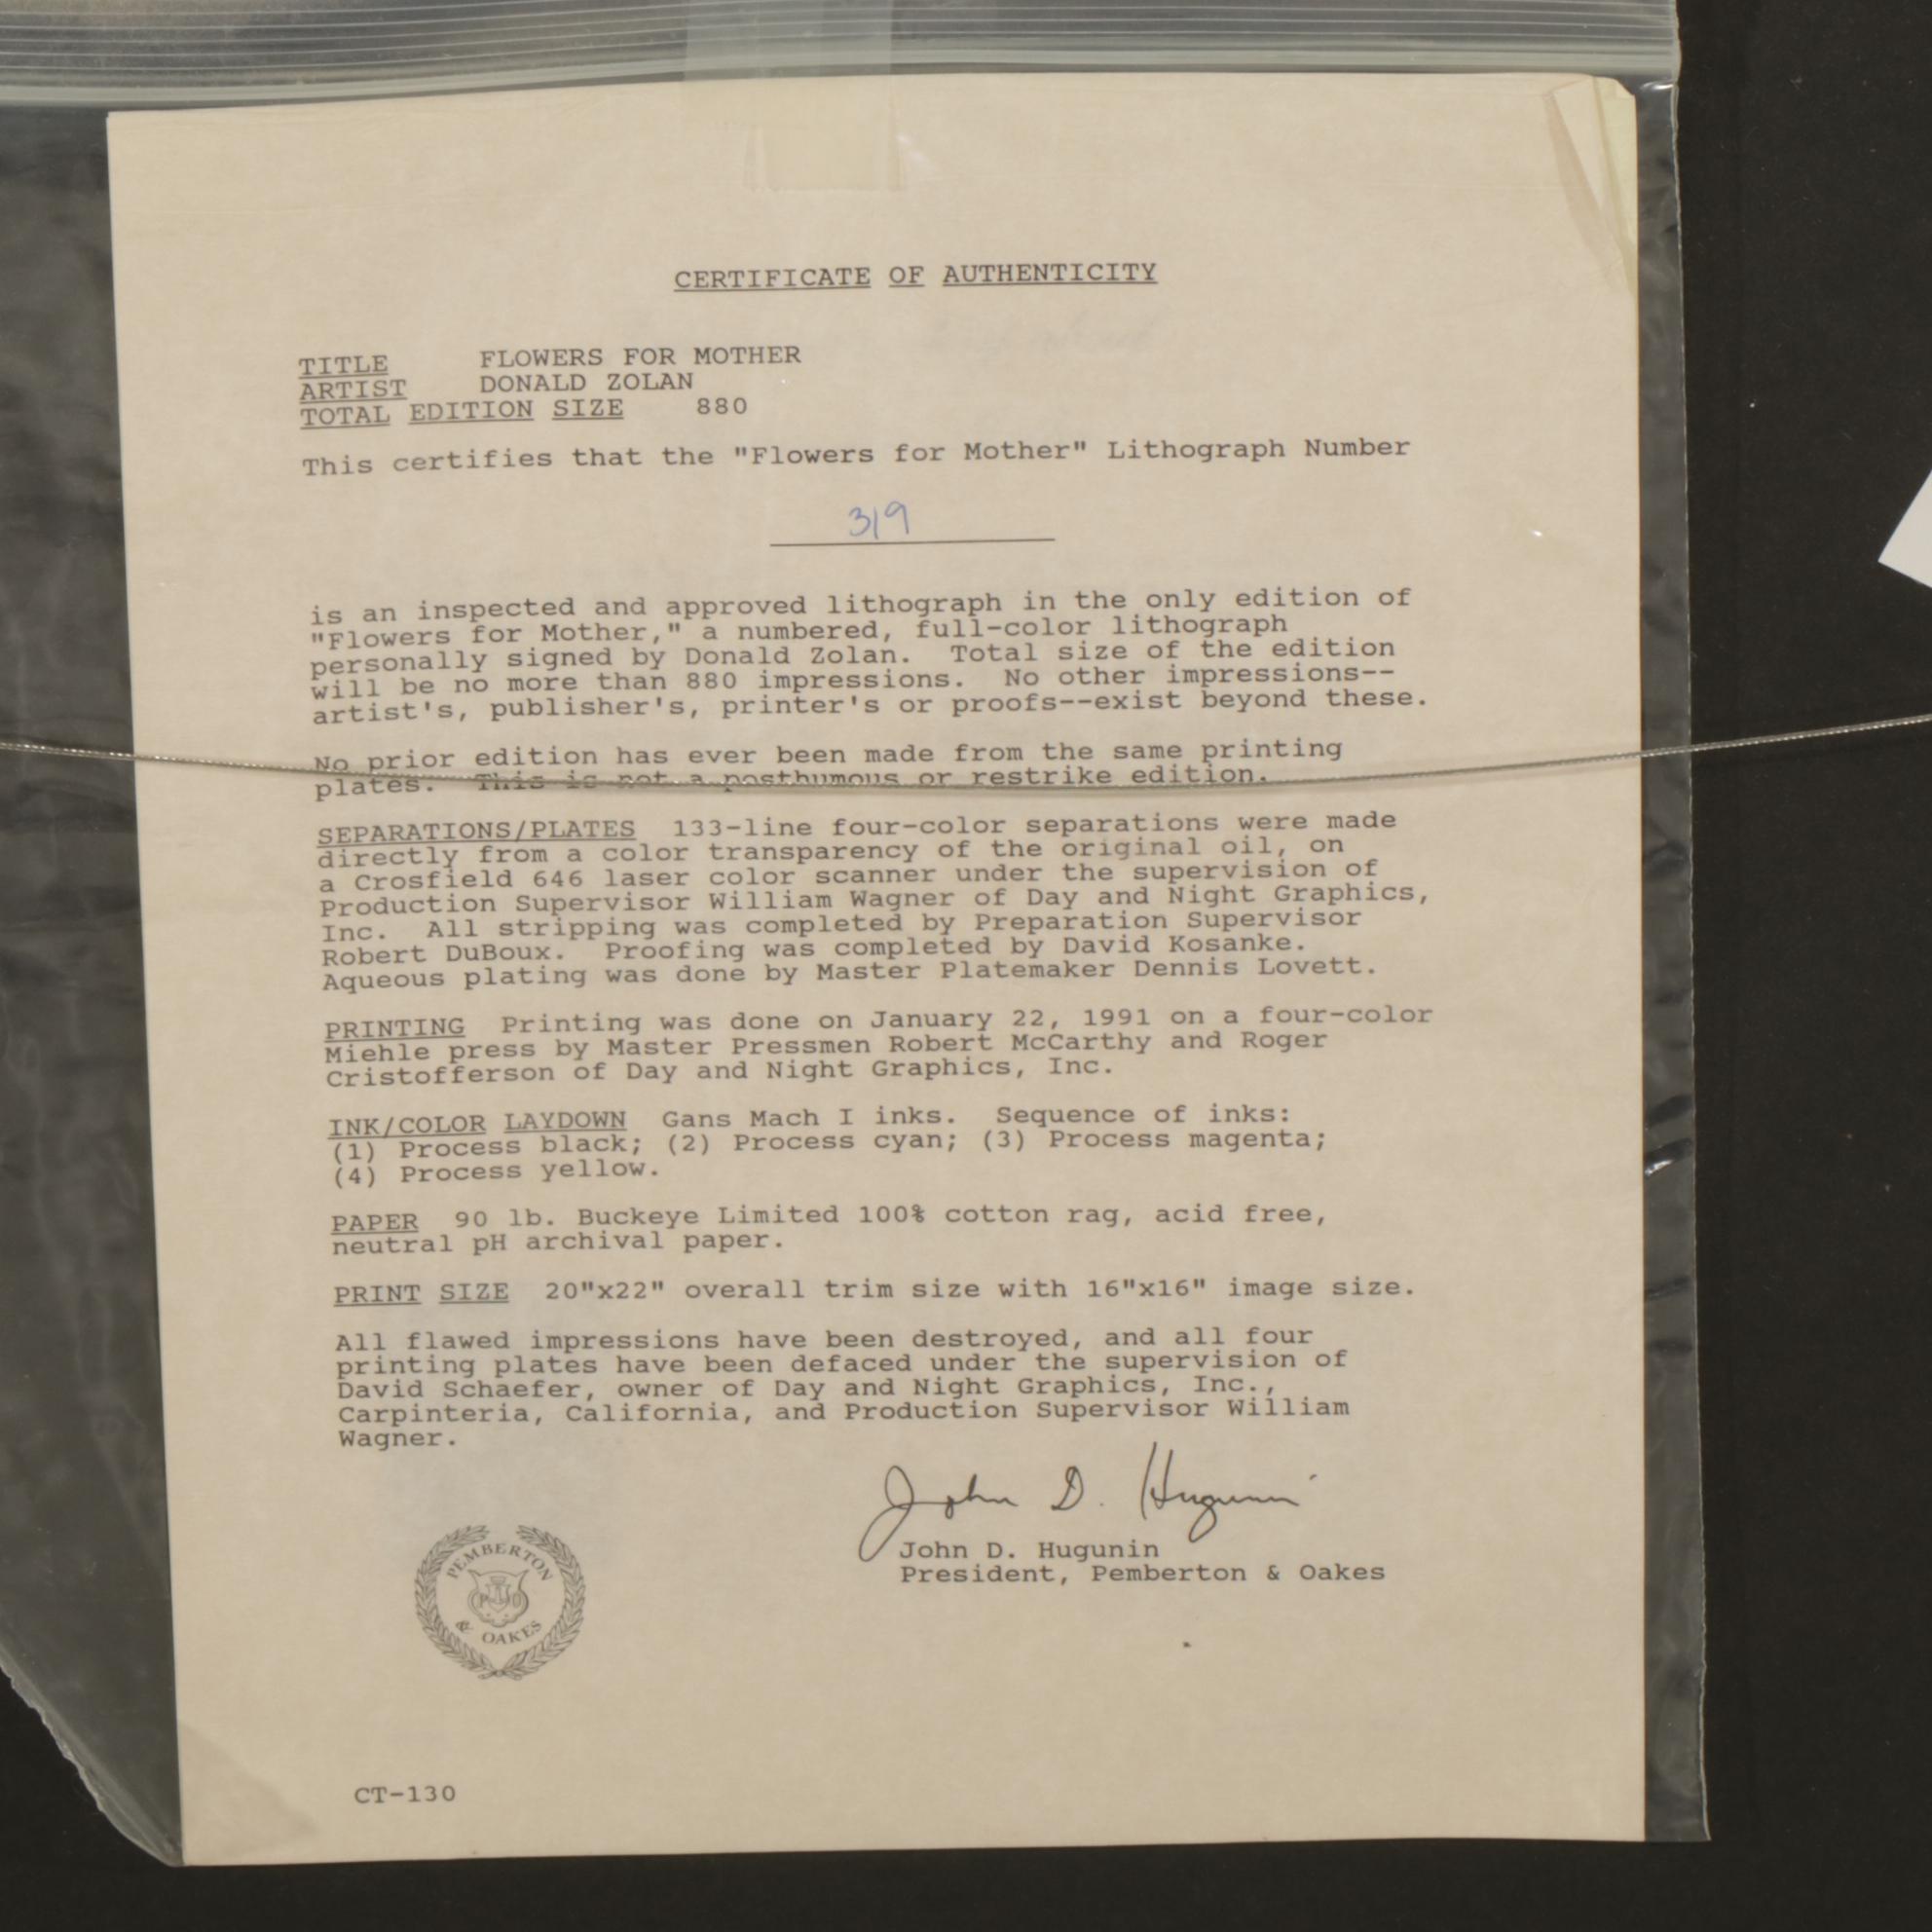 CERTIFICATE OF AUTHENTICITY
TITLE FLOWERS FOR MOTHER
ARTIST DONALD ZOLAN
TOTAL EDITION SIZE 880
This certifies that the "Flowers for Mother" Lithograph Number
319
is an inspected and approved lithograph in the only edition of
"Flowers for Mother," a numbered, full-color lithograph
personally signed by Donald Zolan. Total size of the edition
will be no more than 880 impressions. No other impressions--
artist's, publisher's, printer's or proofs--exist beyond these.
No prior edition has ever been made from the same printing
plates. This is not a posthumous or restrike edition.
SEPARATIONS/PLATES 133-line four-color separations were made
directly from a color transparency of the original oil, on
a Crosfield 646 laser color scanner under the supervision of
Production Supervisor William Wagner of Day and Night Graphics,
Inc. All stripping was completed by Preparation Supervisor
Robert DuBoux. Proofing was completed by David Kosanke.
Aqueous plating was done by Master Platemaker Dennis Lovett.
PRINTING Printing was done on January 22, 1991 on a four-color
Miehle press by Master Pressmen Robert McCarthy and Roger
Cristofferson of Day and Night Graphics, Inc.
INK/COLOR LAYDOWN Gans Mach I inks. Sequence of inks:
(1) Process black; (2) Process cyan; (3) Process magenta;
(4) Process yellow.
PAPER 90 lb. Buckeye Limited 100% cotton rag, acid free,
neutral pH archival paper.
PRINT SIZE 20"x22" overall trim size with 16"x16" image size.
All flawed impressions have been destroyed, and all four
printing plates have been defaced under the supervision of
David Schaefer, owner of Day and Night Graphics, Inc.,
Carpinteria, California, and Production Supervisor William
Wagner.
John D. Hugunin
John D. Hugunin
President, Pemberton & Oakes
PEMBERTON
P O
& OAKES
CT-130